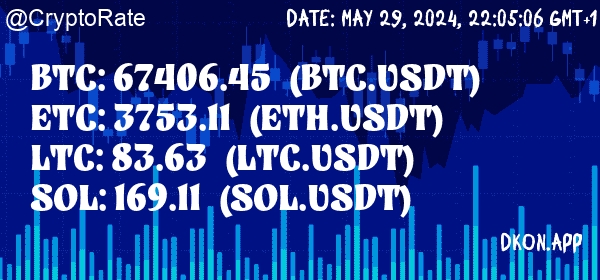 @CryptoRate
DATE: MAY 29, 2024, 22:05:06 GMT+1
BTC: 67406.45 (BTC.USDT)
ETC: 3753.11 (ETH.USDT)
LTC: 83.63 (LTC.USDT)
SOL: 169.11 (SOL.USDT)
DKON.APP